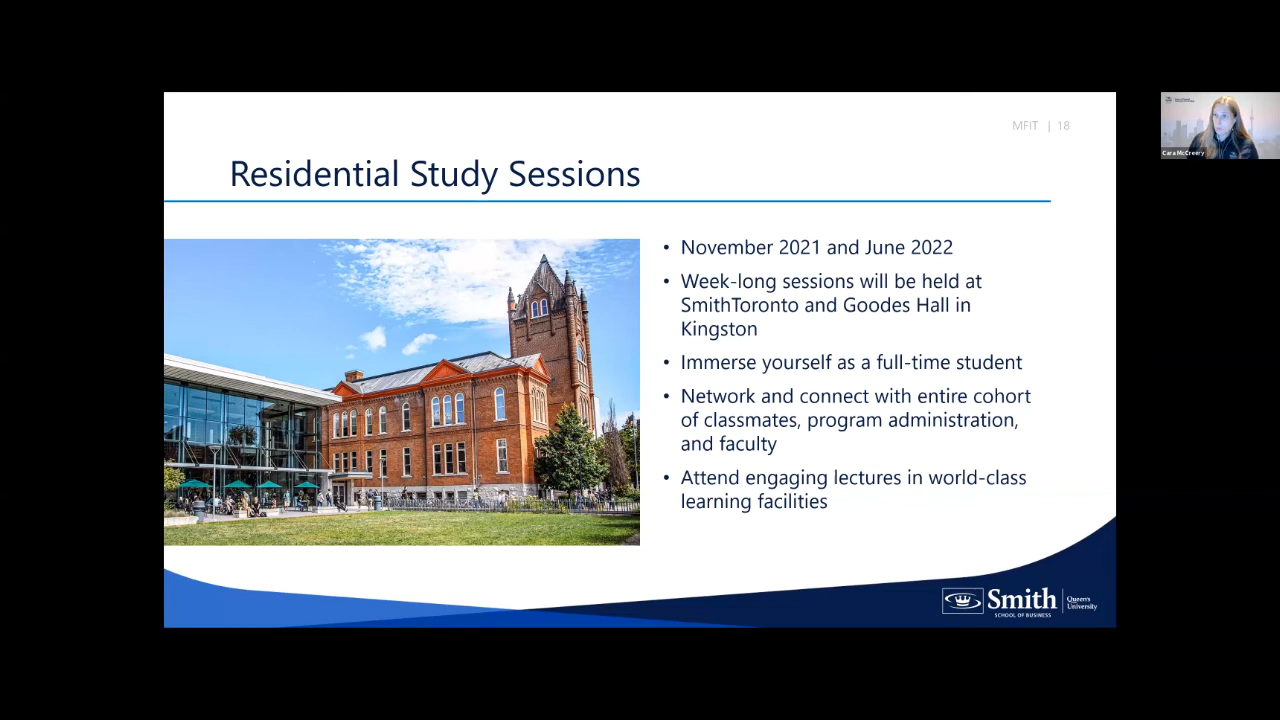 MFIT | 18
Cara McCreery
Residential Study Sessions
• November 2021 and June 2022
• Week-long sessions will be held at
SmithToronto and Goodes Hall in
Kingston
• Immerse yourself as a full-time student
• Network and connect with entire cohort
of classmates, program administration,
and faculty
• Attend engaging lectures in world-class
learning facilities
Smith
SCHOOL OF BUSINESS
Queen's
University